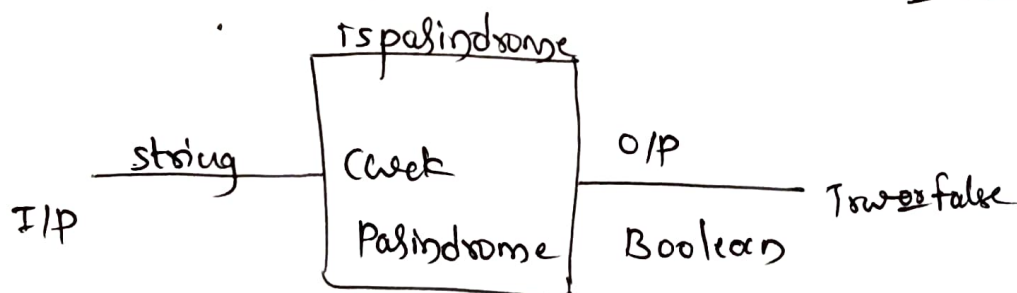 Ispalindrome
string
I/P
Check
Palindrome
O/P
Boolean
True or false